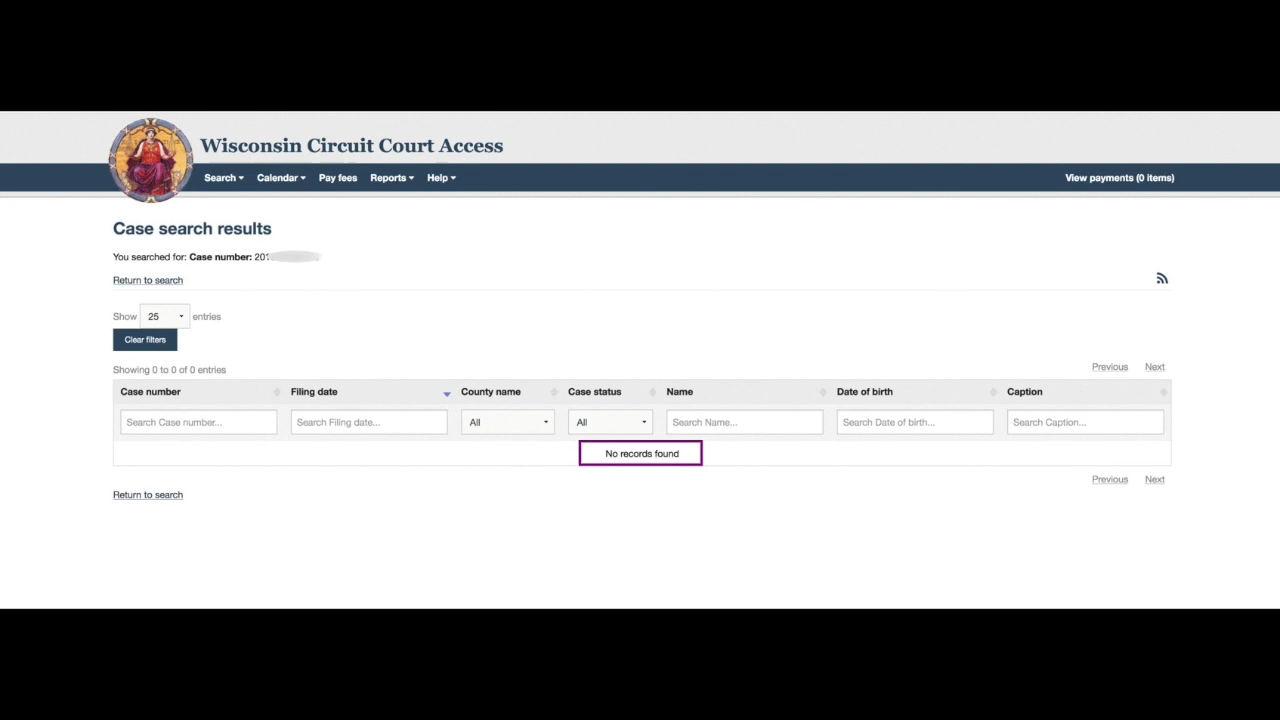 Wisconsin Circuit Court Access
Search Calendar Pay fees Reports Help View payments (0 items)
Case search results
You searched for: Case number: 201
Return to search
Show 25 entries
Clear filters
Showing 0 to 0 of 0 entries
Previous Next
Case number Filing date County name Case status Name Date of birth Caption
Search Case number... Search Filing date... All All Search Name... Search Date of birth... Search Caption...
No records found
Previous Next
Return to search